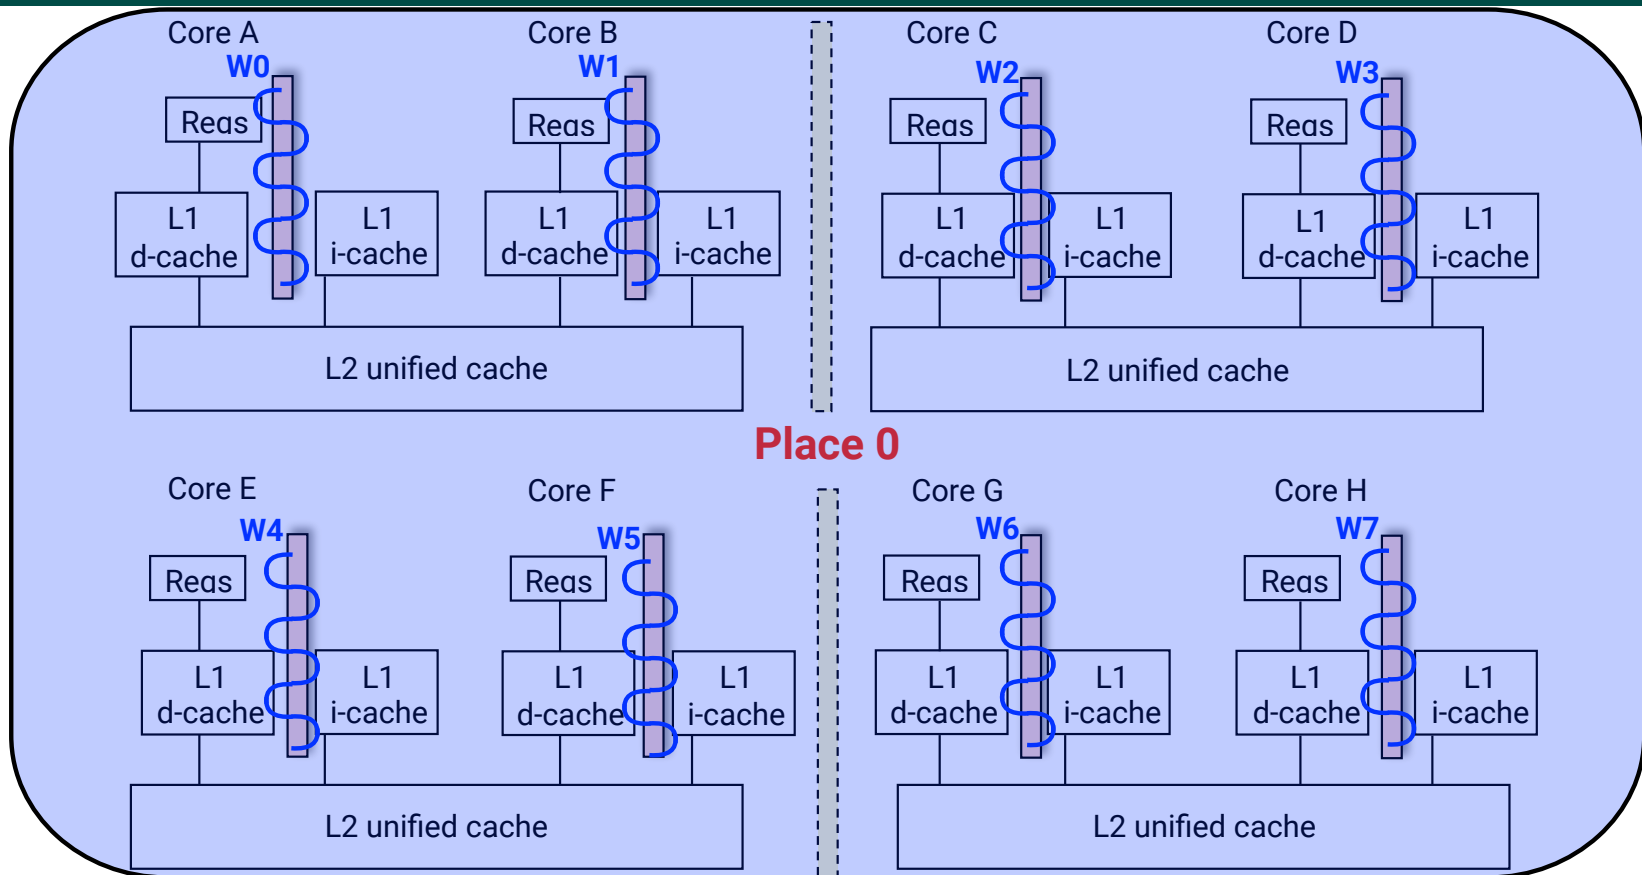 Core A
Core B
Core C
Core D
W0
W1
W2
W3
Regs
Regs
Regs
Regs
L1
d-cache
L1
i-cache
L1
d-cache
L1
i-cache
L1
d-cache
L1
i-cache
L1
d-cache
L1
i-cache
L2 unified cache
L2 unified cache
Place 0
Core E
Core F
Core G
Core H
W4
W5
W6
W7
Regs
Regs
Regs
Regs
L1
d-cache
L1
i-cache
L1
d-cache
L1
i-cache
L1
d-cache
L1
i-cache
L1
d-cache
L1
i-cache
L2 unified cache
L2 unified cache